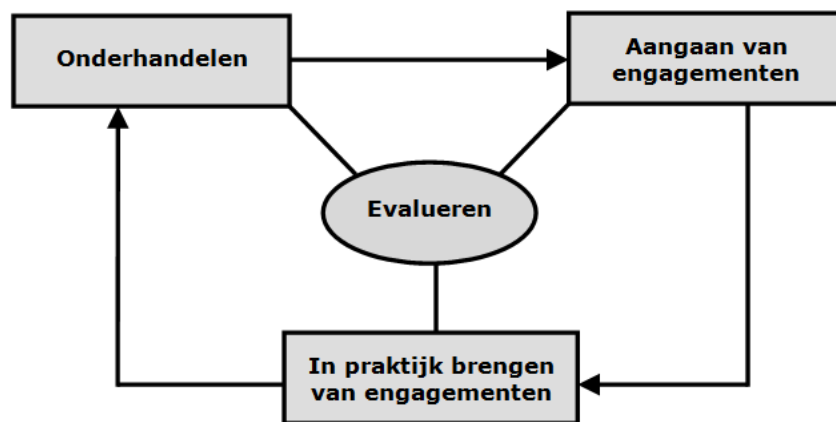 Onderhandelen
Aangaan van
engagementen
Evalueren
In praktijk brengen
van engagementen